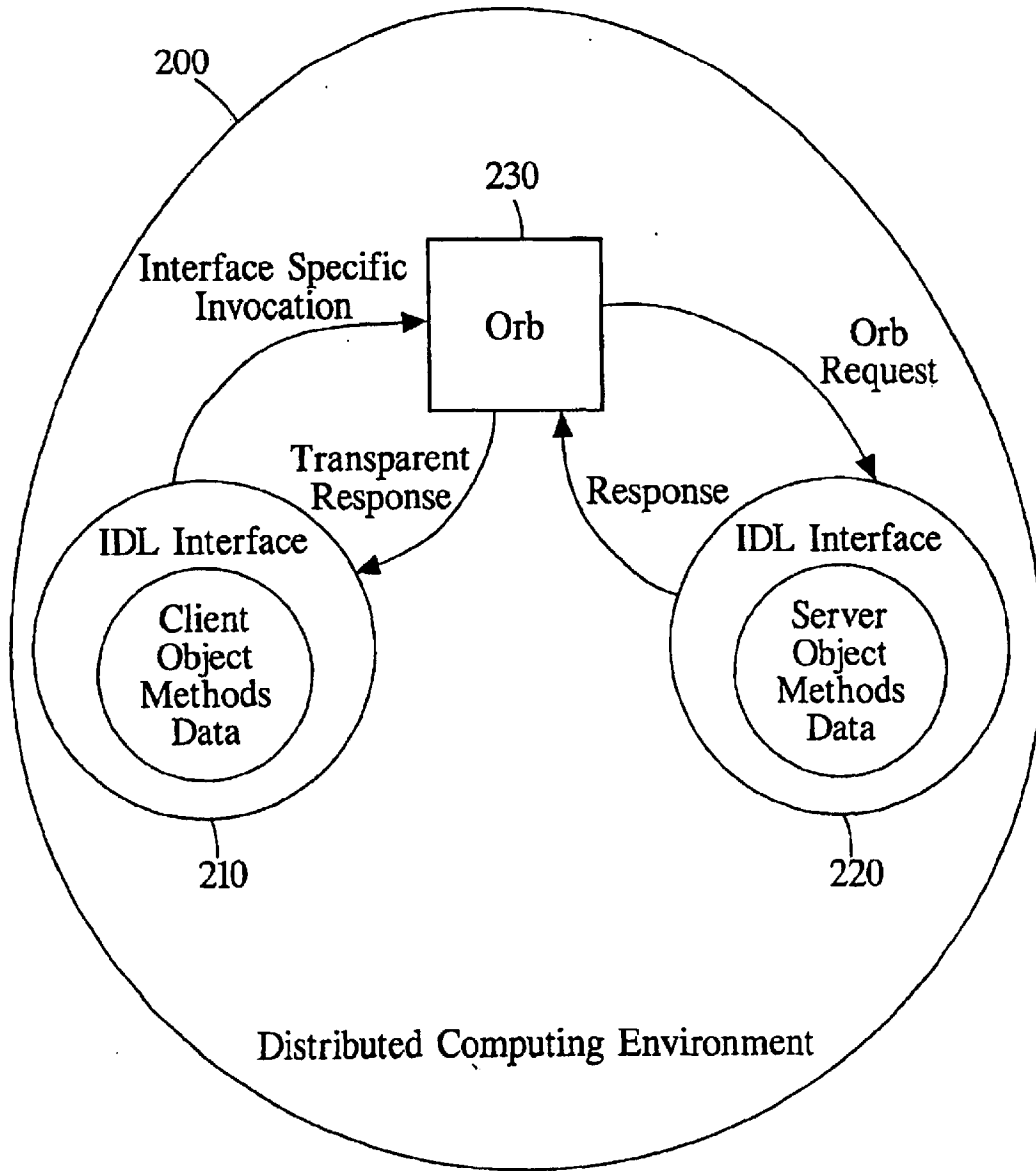 200
230
Interface Specific
Invocation
Orb
Orb
Request
Transparent
Response
Response
IDL Interface
Client
Object
Methods
Data
IDL Interface
Server
Object
Methods
Data
210
220
Distributed Computing Environment